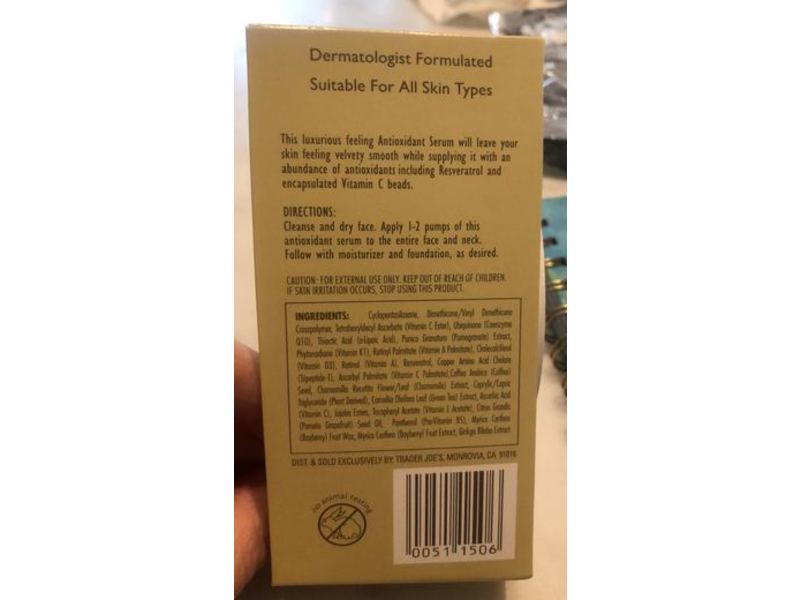 Dermatologist Formulated
Suitable For All Skin Types
This luxurious feeling Antioxidant Serum will leave your
skin feeling velvety smooth while supplying it with an
abundance of antioxidants including Resveratrol and
encapsulated Vitamin C beads.
DIRECTIONS:
Cleanse and dry face. Apply 1-2 pumps of this
antioxidant serum to the entire face and neck.
Follow with moisturizer and foundation, as desired.
CAUTION: FOR EXTERNAL USE ONLY. KEEP OUT OF REACH OF CHILDREN.
IF SKIN IRRITATION OCCURS, STOP USING THIS PRODUCT.
INGREDIENTS: Cyclopentasiloxane, Dimethicone/Vinyl Dimethicone
Crosspolymer, Tetrahexyldecyl Ascorbate (Vitamin C Ester), Ubiquinone (Coenzyme
Q10), Thioctic Acid (α-Lipoic Acid), Punica Granatum (Pomegranate) Extract,
Phytonadione (Vitamin K1), Retinyl Palmitate (Vitamin A Palmitate), Cholecalciferol
(Vitamin D3), Retinol (Vitamin A), Resveratrol, Copper Amino Acid Chelate
(Tripeptide-1), Ascorbyl Palmitate (Vitamin C Palmitate),Coffea Arabica (Coffee)
Seed, Chamomilla Recutita Flower/Leaf (Chamomile) Extract, Caprylic/Capric
Triglyceride (Plant Derived), Camellia Oleifera Leaf (Green Tea) Extract, Ascorbic Acid
(Vitamin C), Jojoba Esters, Tocopheryl Acetate (Vitamin E Acetate), Citrus Grandis
(Pomelo Grapefruit) Seed Oil, Panthenol (Pro-Vitamin B5), Myrica Cerifera
(Bayberry) Fruit Wax, Myrica Cerifera (Bayberry) Fruit Extract, Ginkgo Biloba Extract
DIST. & SOLD EXCLUSIVELY BY: TRADER JOE'S, MONROVIA, CA 91016
no animal testing
0051 1506